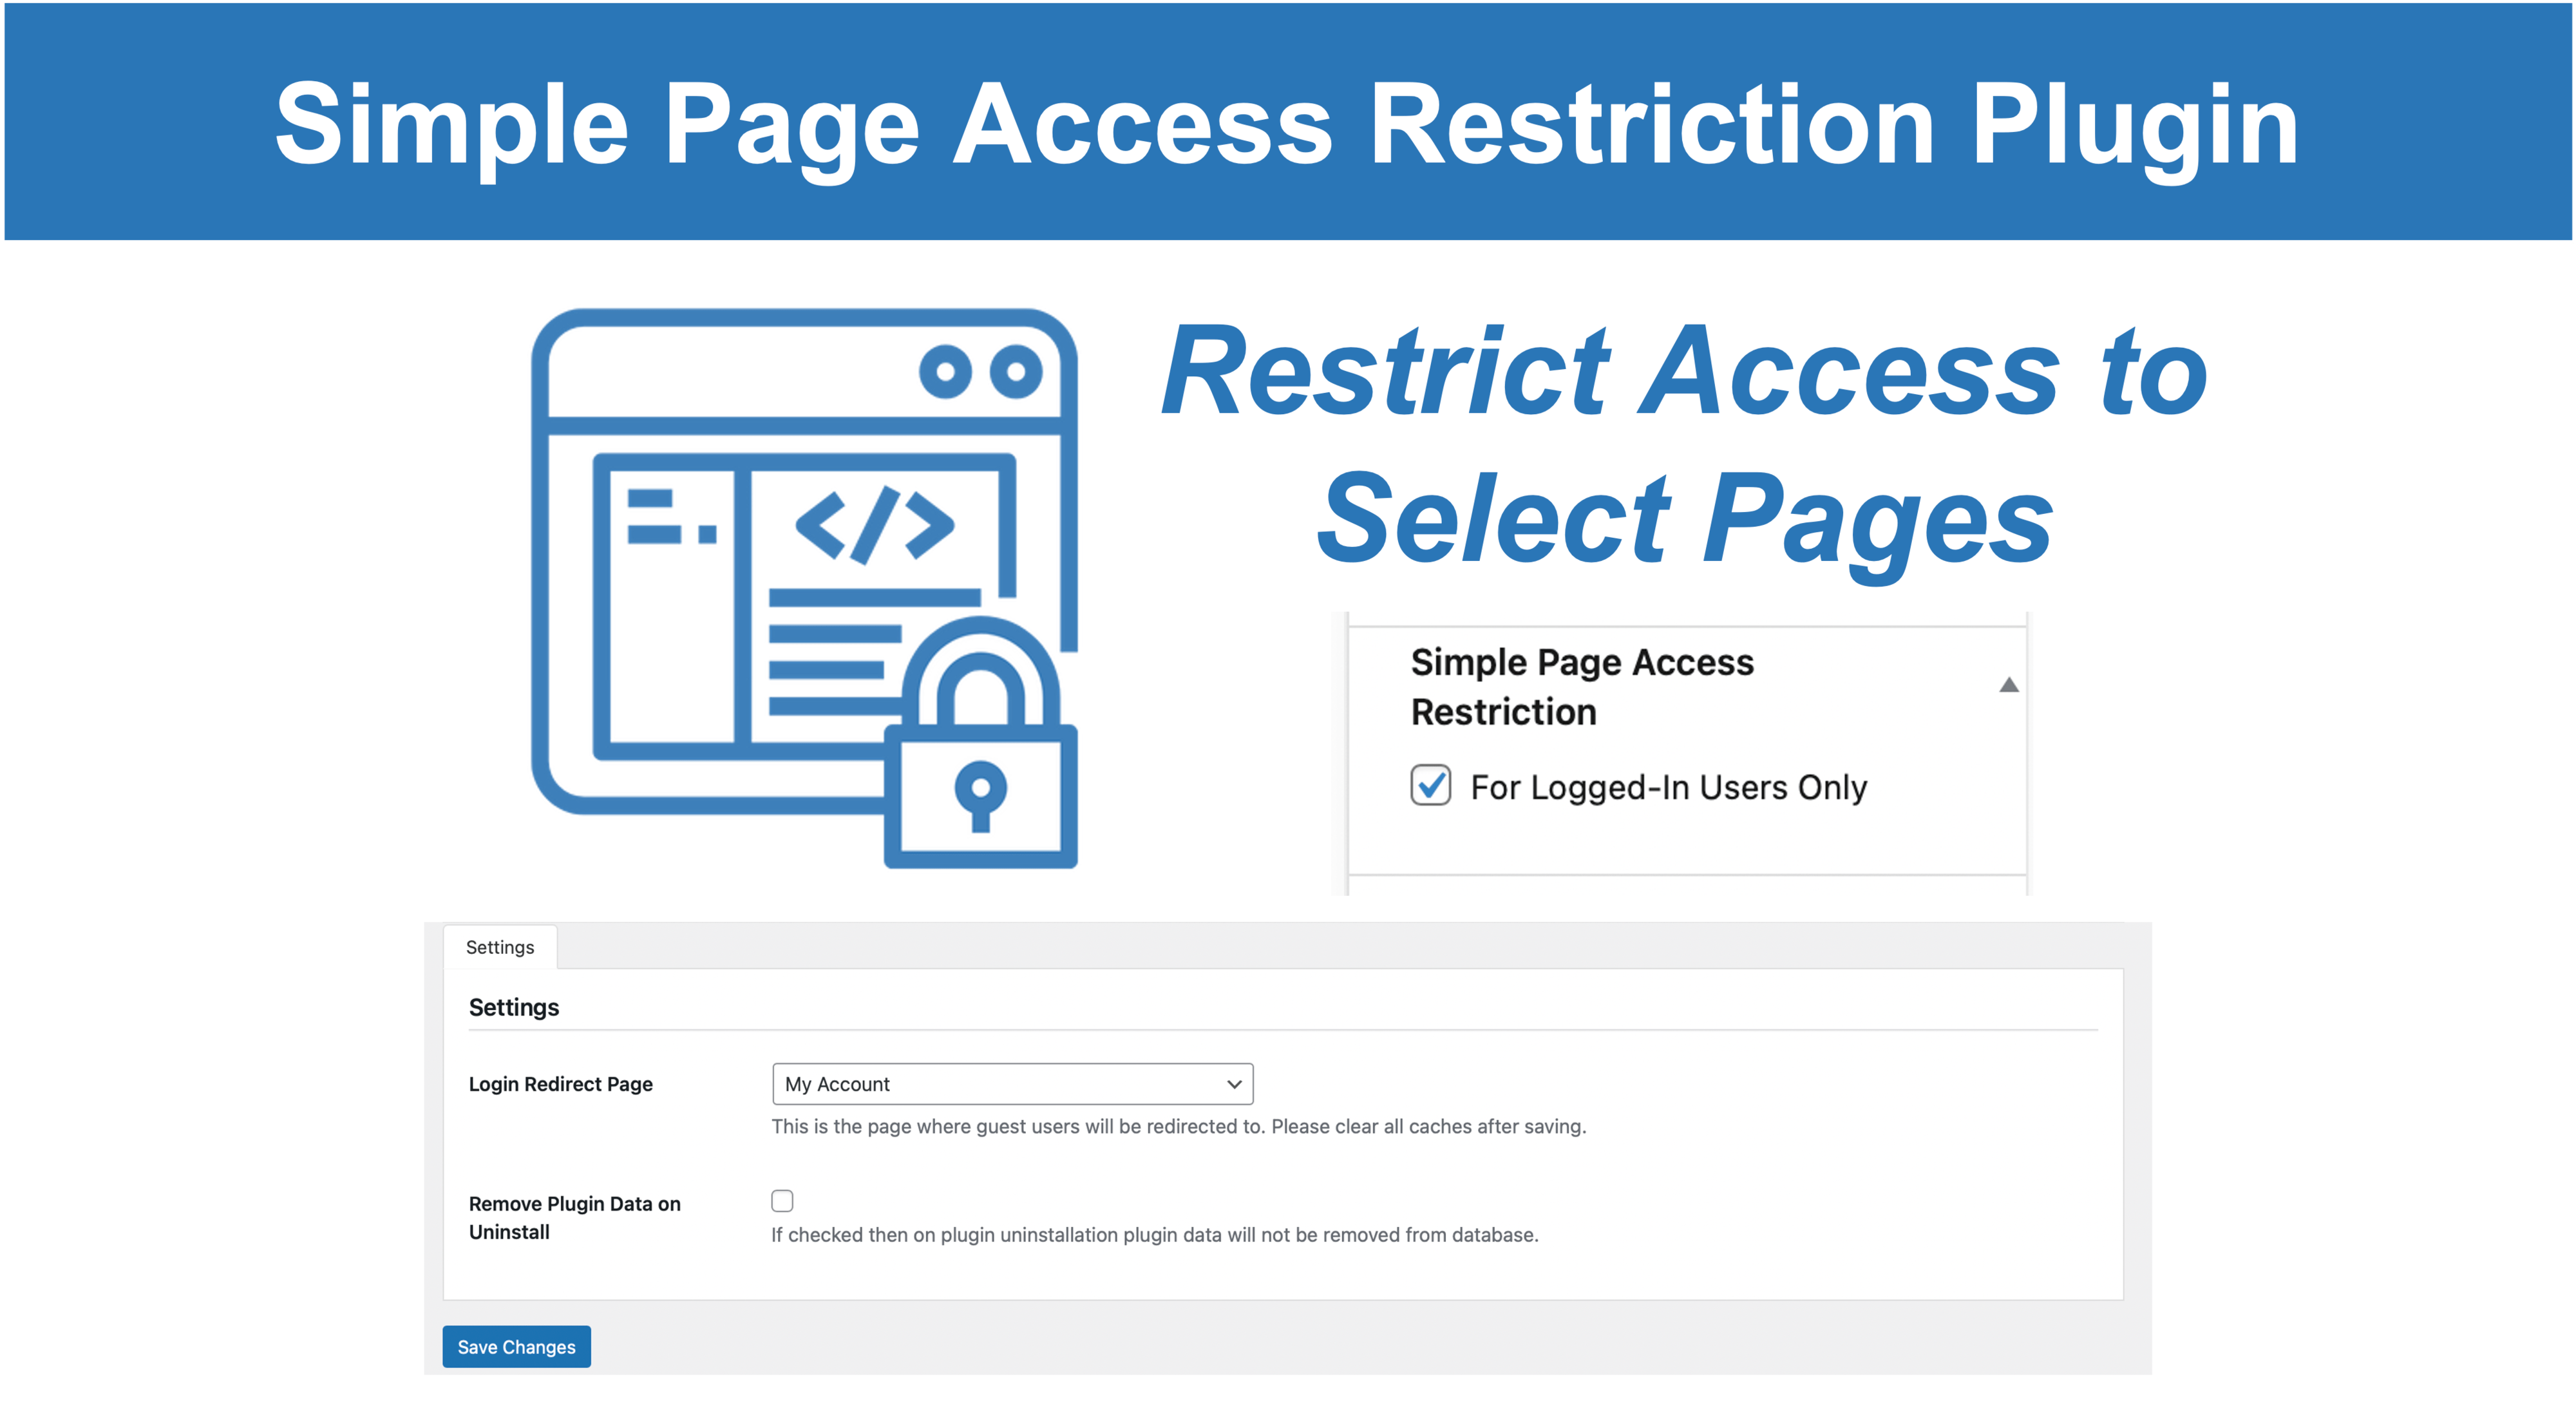 Simple Page Access Restriction Plugin
Restrict Access to
Select Pages
</>
Simple Page Access
Restriction
For Logged-In Users Only
Settings
Settings
Login Redirect Page
My Account
This is the page where guest users will be redirected to. Please clear all caches after saving.
Remove Plugin Data on
Uninstall
If checked then on plugin uninstallation plugin data will not be removed from database.
Save Changes